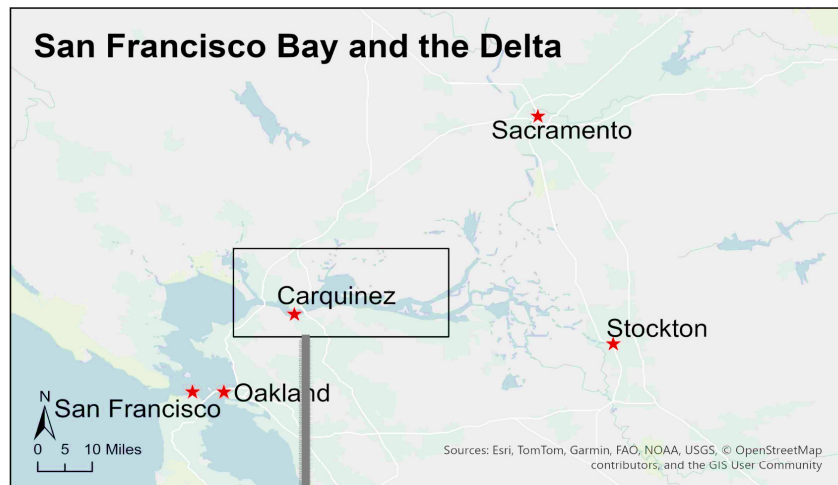 San Francisco Bay and the Delta
Sacramento
Carquinez
Stockton
Oakland
San Francisco
N
0 5 10 Miles
Sources: Esri, TomTom, Garmin, FAO, NOAA, USGS, © OpenStreetMap
contributors, and the GIS User Community